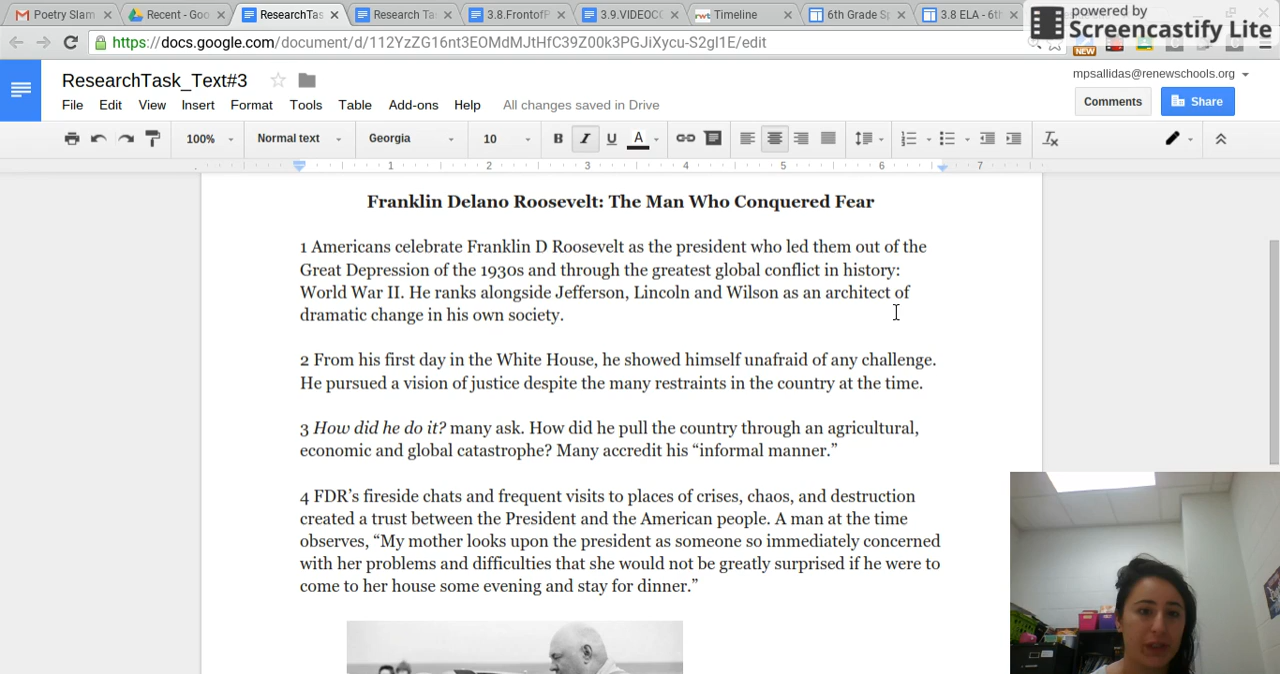 Poetry Slam
Recent - Goo
ResearchTas
Research Ta
3.8.FrontofP
3.9.VIDEOCO
rwt Timeline
6th Grade Sp
3.8 ELA - 6th
powered by
Screencastify Lite
https://docs.google.com/document/d/112YzZG16nt3EOMdMJtHfC39Z00k3PGJiXycu-S2gl1E/edit
NEW
ResearchTask_Text#3
mpsallidas@renewschools.org
File Edit View Insert Format Tools Table Add-ons Help All changes saved in Drive
Comments
Share
100% Normal text Georgia 10 B I U A
1 2 3 4 5 6 7
Franklin Delano Roosevelt: The Man Who Conquered Fear
1 Americans celebrate Franklin D Roosevelt as the president who led them out of the
Great Depression of the 1930s and through the greatest global conflict in history:
World War II. He ranks alongside Jefferson, Lincoln and Wilson as an architect of
dramatic change in his own society.
2 From his first day in the White House, he showed himself unafraid of any challenge.
He pursued a vision of justice despite the many restraints in the country at the time.
3 How did he do it? many ask. How did he pull the country through an agricultural,
economic and global catastrophe? Many accredit his “informal manner.”
4 FDR’s fireside chats and frequent visits to places of crises, chaos, and destruction
created a trust between the President and the American people. A man at the time
observes, “My mother looks upon the president as someone so immediately concerned
with her problems and difficulties that she would not be greatly surprised if he were to
come to her house some evening and stay for dinner.”